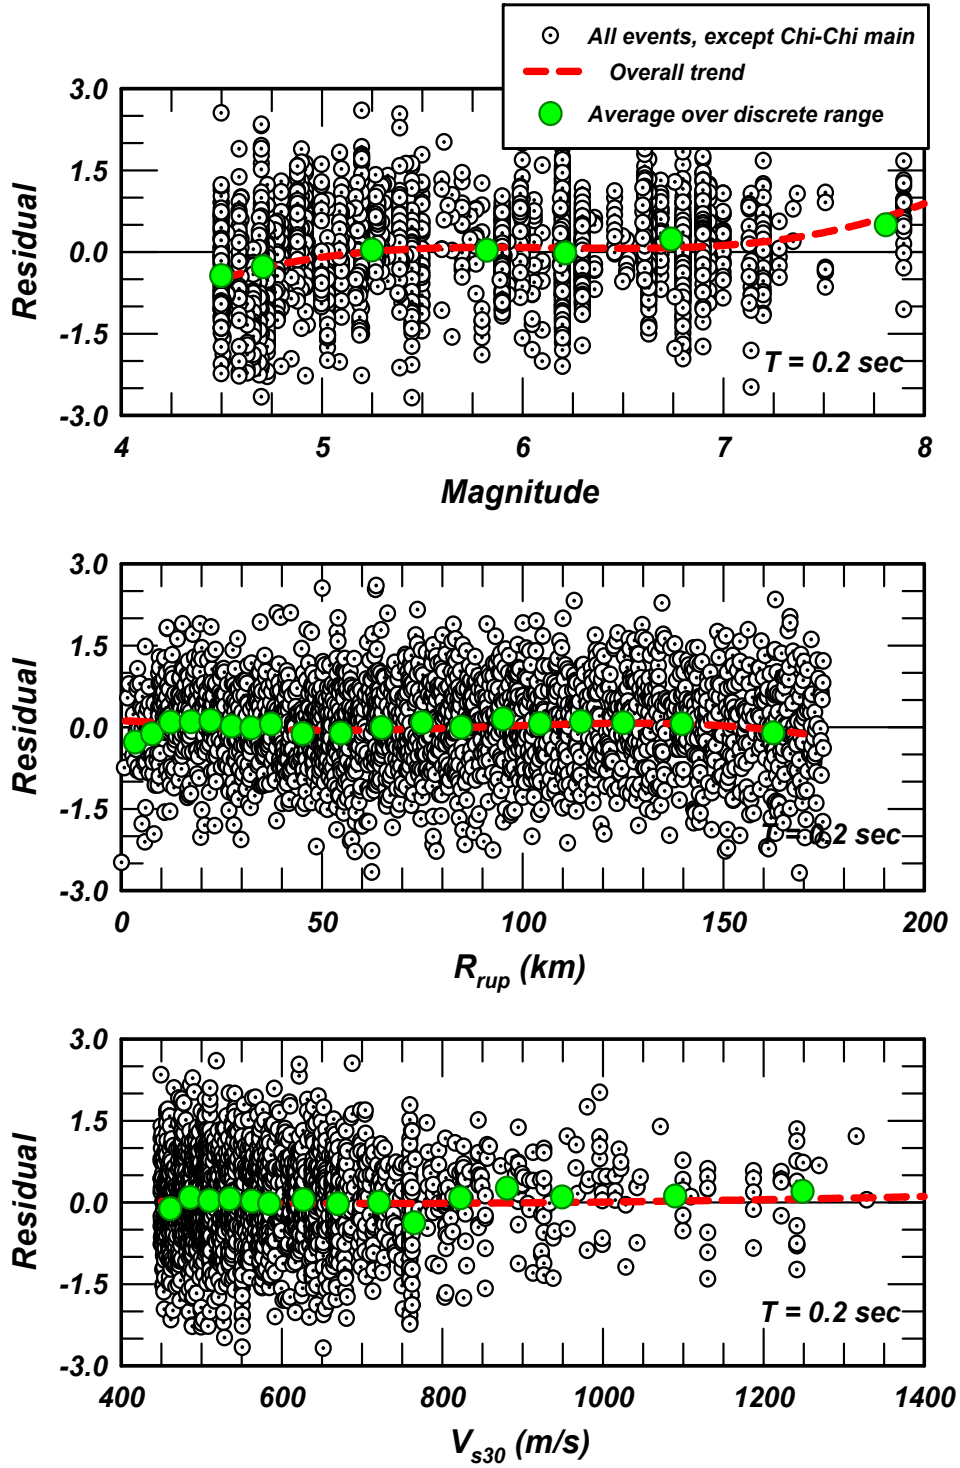 All events, except Chi-Chi main
Overall trend
Average over discrete range
3.0
1.5
0.0
-1.5
-3.0
Residual
T = 0.2 sec
4 5 6 7 8
Magnitude
3.0
1.5
0.0
-1.5
-3.0
Residual
T = 0.2 sec
0 50 100 150 200
R_rup (km)
3.0
1.5
0.0
-1.5
-3.0
Residual
T = 0.2 sec
400 600 800 1000 1200 1400
V_s30 (m/s)